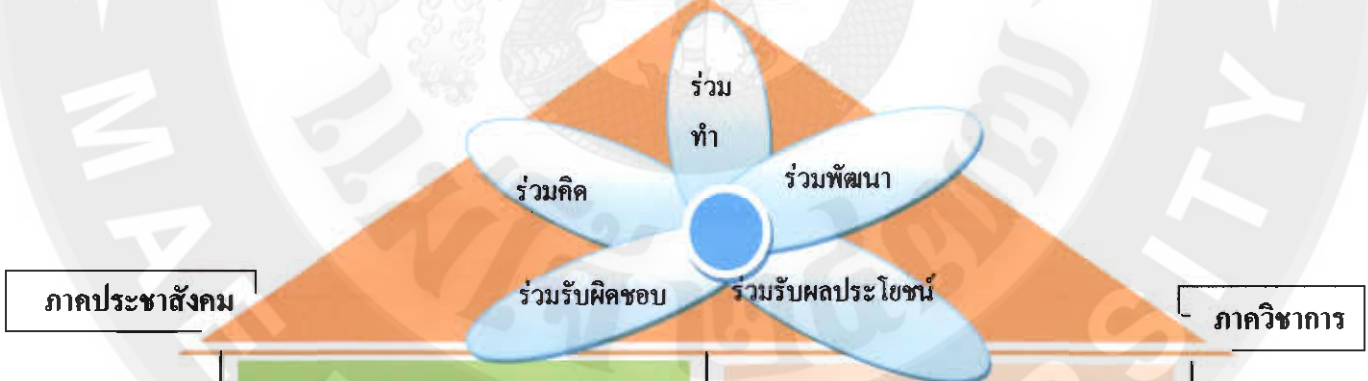 ร่วม
ทำ
ร่วมคิด
ร่วมพัฒนา
ร่วมรับผิดชอบ
ร่วมรับผลประโยชน์
ภาคประชาสังคม
ภาควิชาการ